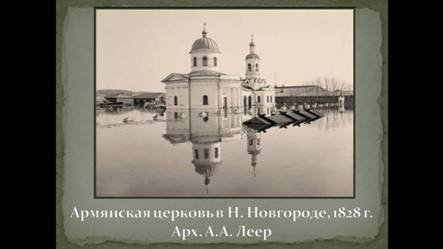 Армянская церковь в Н. Новгороде, 1828 г.
Арх. А.А. Леер